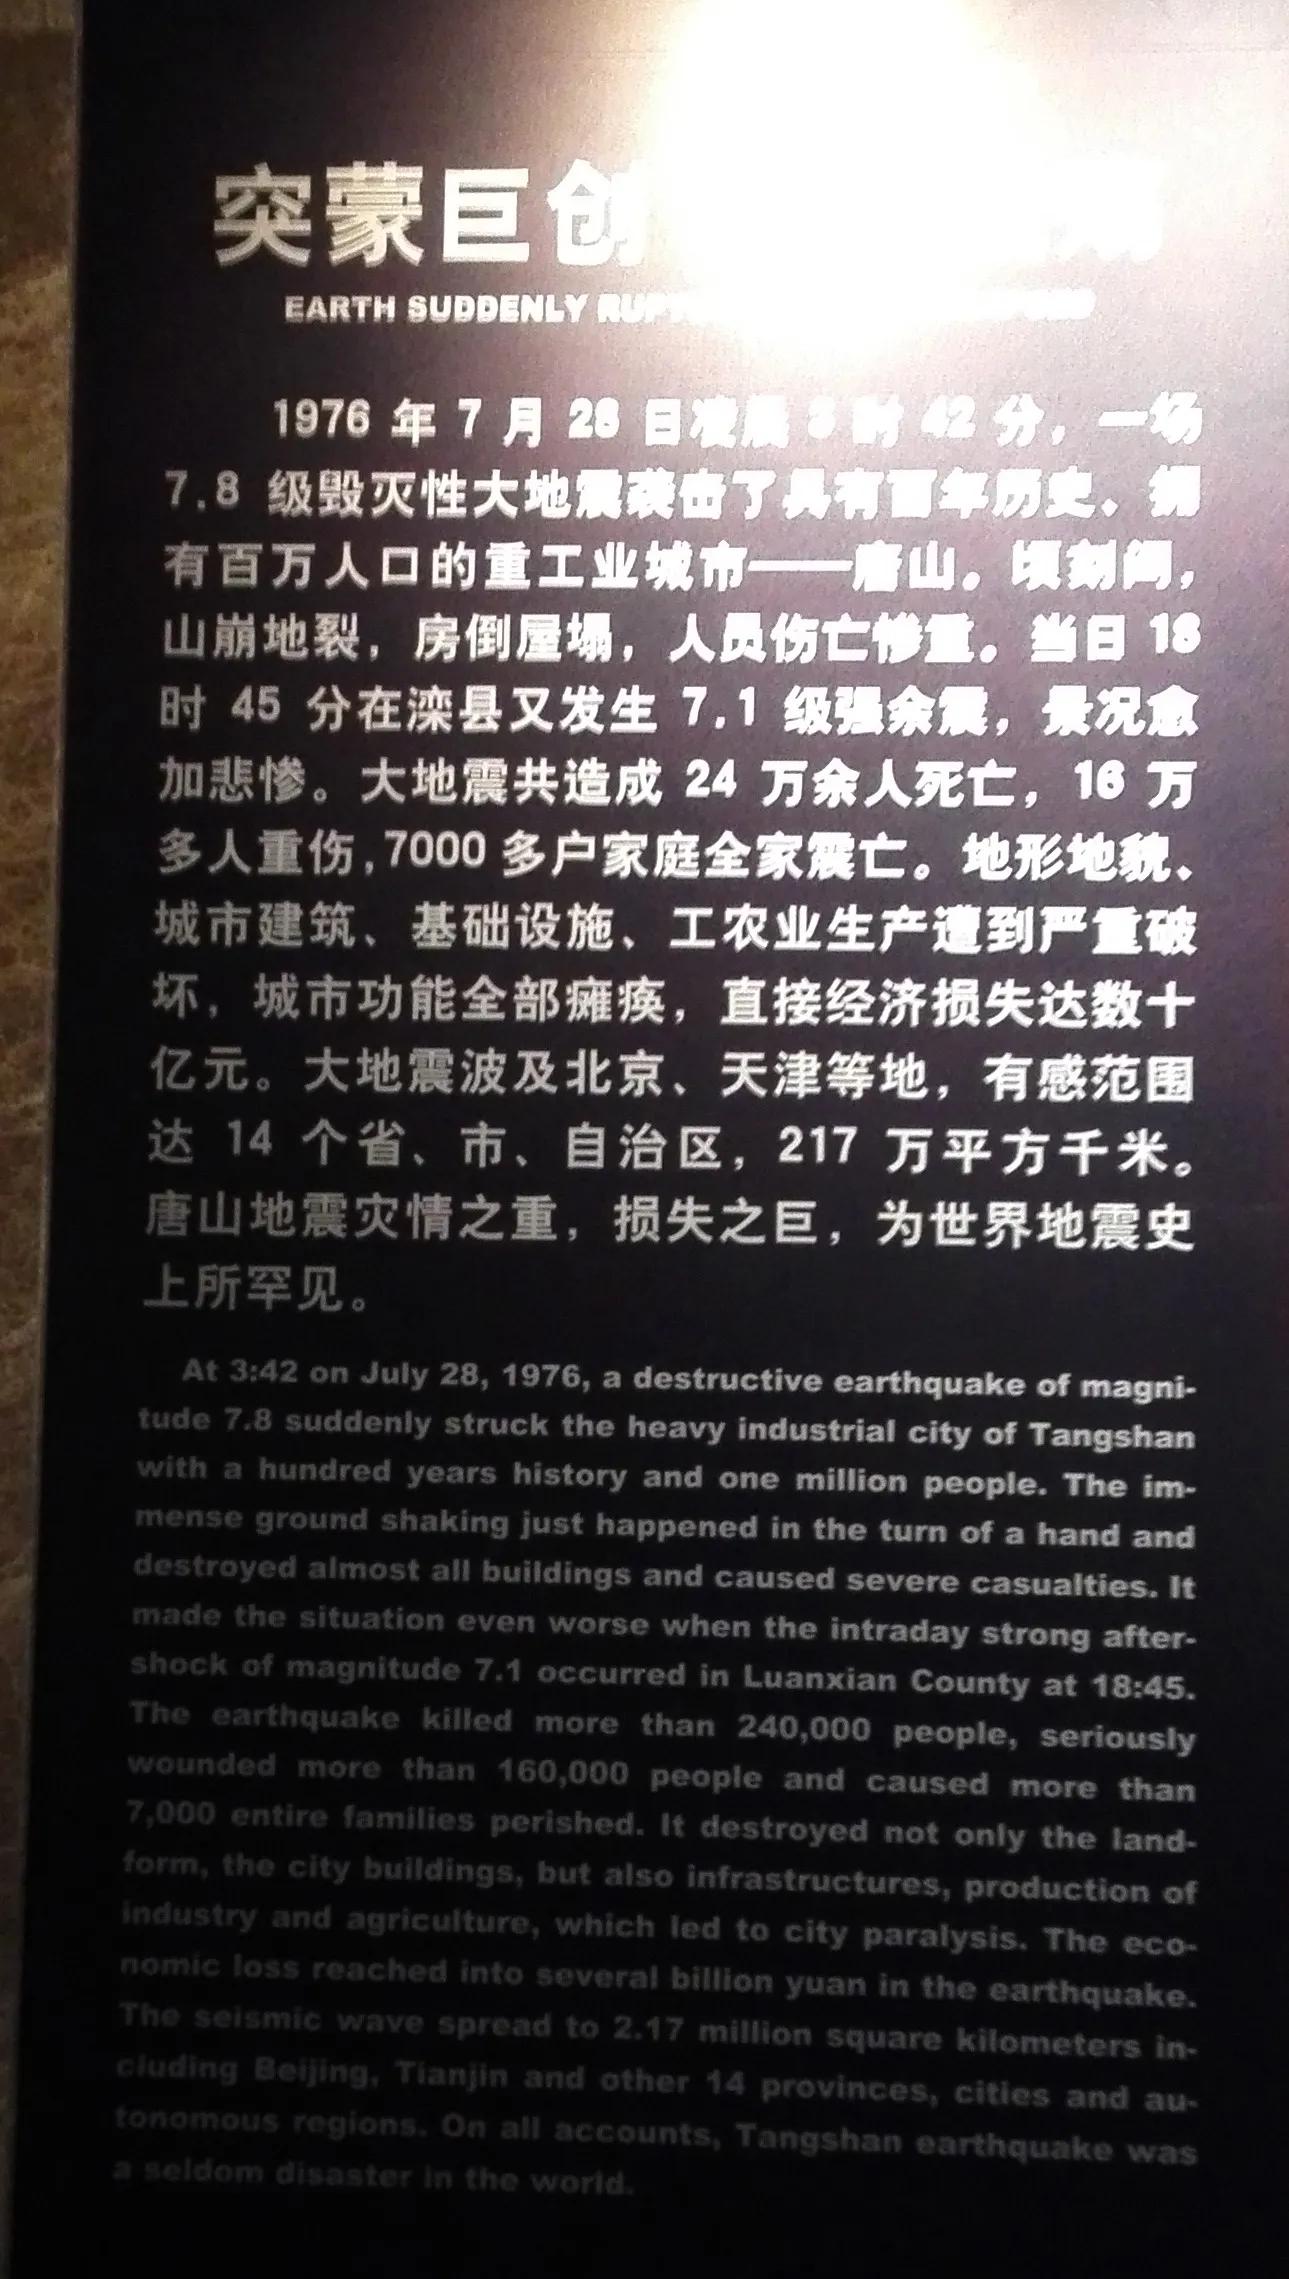 突蒙巨创
EARTH SUDDENLY
1976 年 7 月 28 日凌晨 3 时 42 分，一场
7.8 级毁灭性大地震袭击了具有百年历史、拥
有百万人口的重工业城市——唐山。顷刻间，
山崩地裂，房倒屋塌，人员伤亡惨重。当日 18
时 45 分在滦县又发生 7.1 级强余震，景况愈
加悲惨。大地震共造成 24 万余人死亡，16 万
多人重伤,7000 多户家庭全家震亡。地形地貌、
城市建筑、基础设施、工农业生产遭到严重破
坏，城市功能全部瘫痪，直接经济损失达数十
亿元。大地震波及北京、天津等地，有感范围
达 14 个省、市、自治区，217 万平方千米。
唐山地震灾情之重，损失之巨，为世界地震史
上所罕见。
At 3:42 on July 28, 1976, a destructive earthquake of magni-
tude 7.8 suddenly struck the heavy industrial city of Tangshan
with a hundred years history and one million people. The im-
mense ground shaking just happened in the turn of a hand and
destroyed almost all buildings and caused severe casualties. It
made the situation even worse when the intraday strong after-
shock of magnitude 7.1 occurred in Luanxian County at 18:45.
The earthquake killed more than 240,000 people, seriously
wounded more than 160,000 people and caused more than
7,000 entire families perished. It destroyed not only the land-
form, the city buildings, but also infrastructures, production of
industry and agriculture, which led to city paralysis. The eco-
nomic loss reached into several billion yuan in the earthquake.
The seismic wave spread to 2.17 million square kilometers in-
cluding Beijing, Tianjin and other 14 provinces, cities and au-
tonomous regions. On all accounts, Tangshan earthquake was
a seldom disaster in the world.